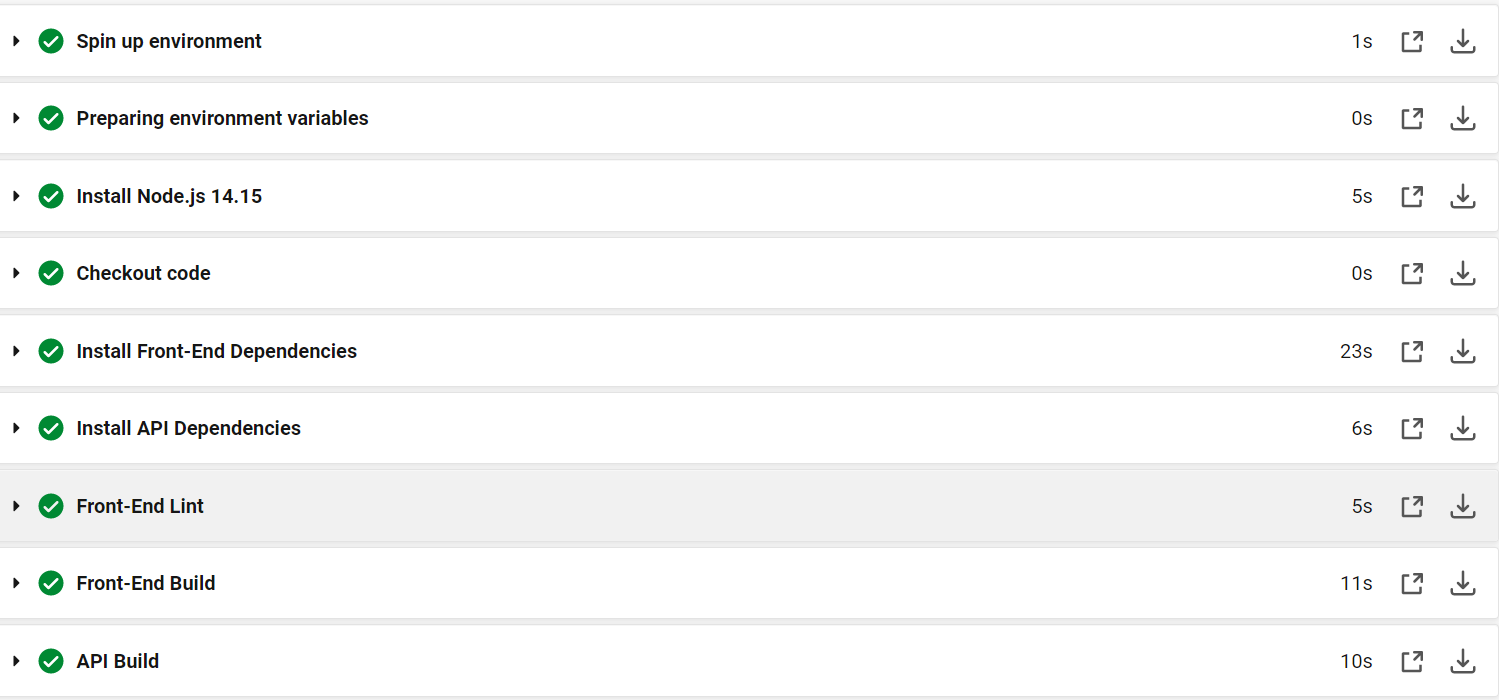 Spin up environment 1s
Preparing environment variables 0s
Install Node.js 14.15 5s
Checkout code 0s
Install Front-End Dependencies 23s
Install API Dependencies 6s
Front-End Lint 5s
Front-End Build 11s
API Build 10s